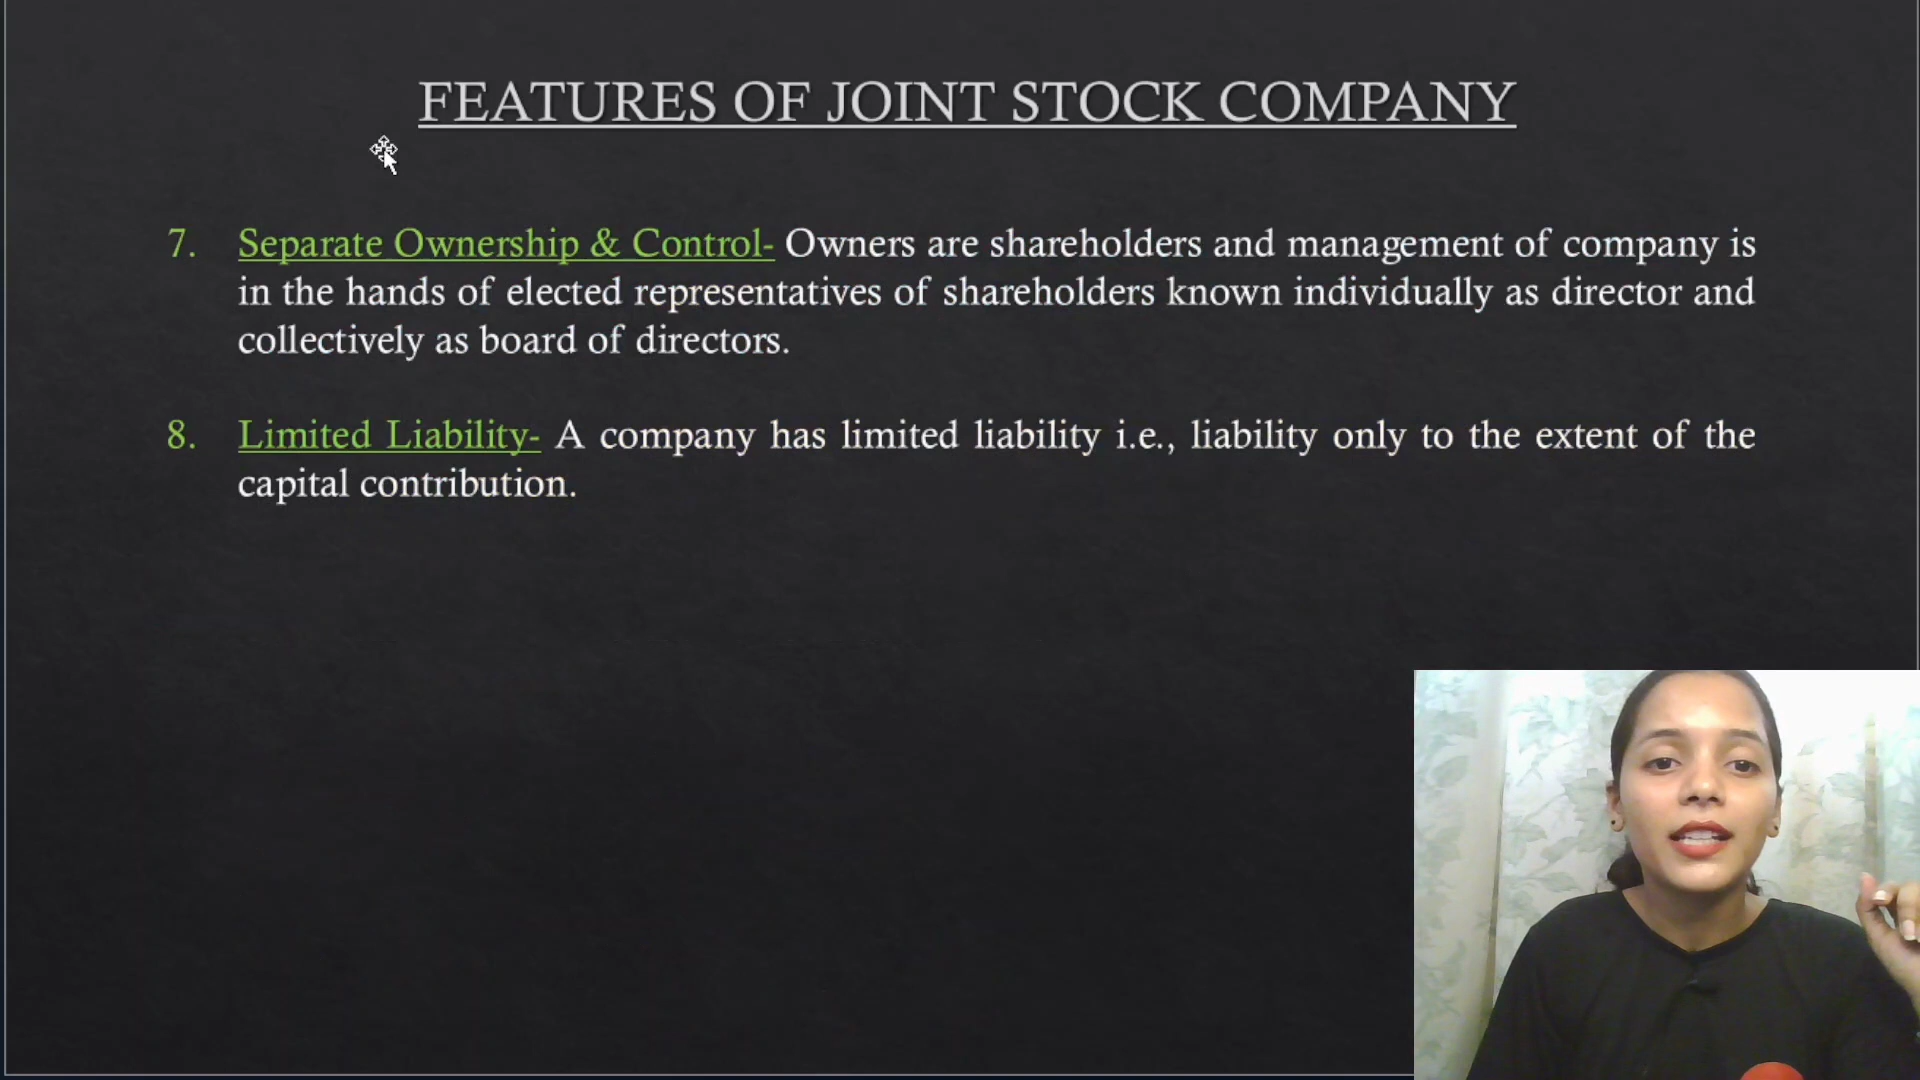 FEATURES OF JOINT STOCK COMPANY
7. Separate Ownership & Control- Owners are shareholders and management of company is
in the hands of elected representatives of shareholders known individually as director and
collectively as board of directors.
8. Limited Liability- A company has limited liability i.e., liability only to the extent of the
capital contribution.